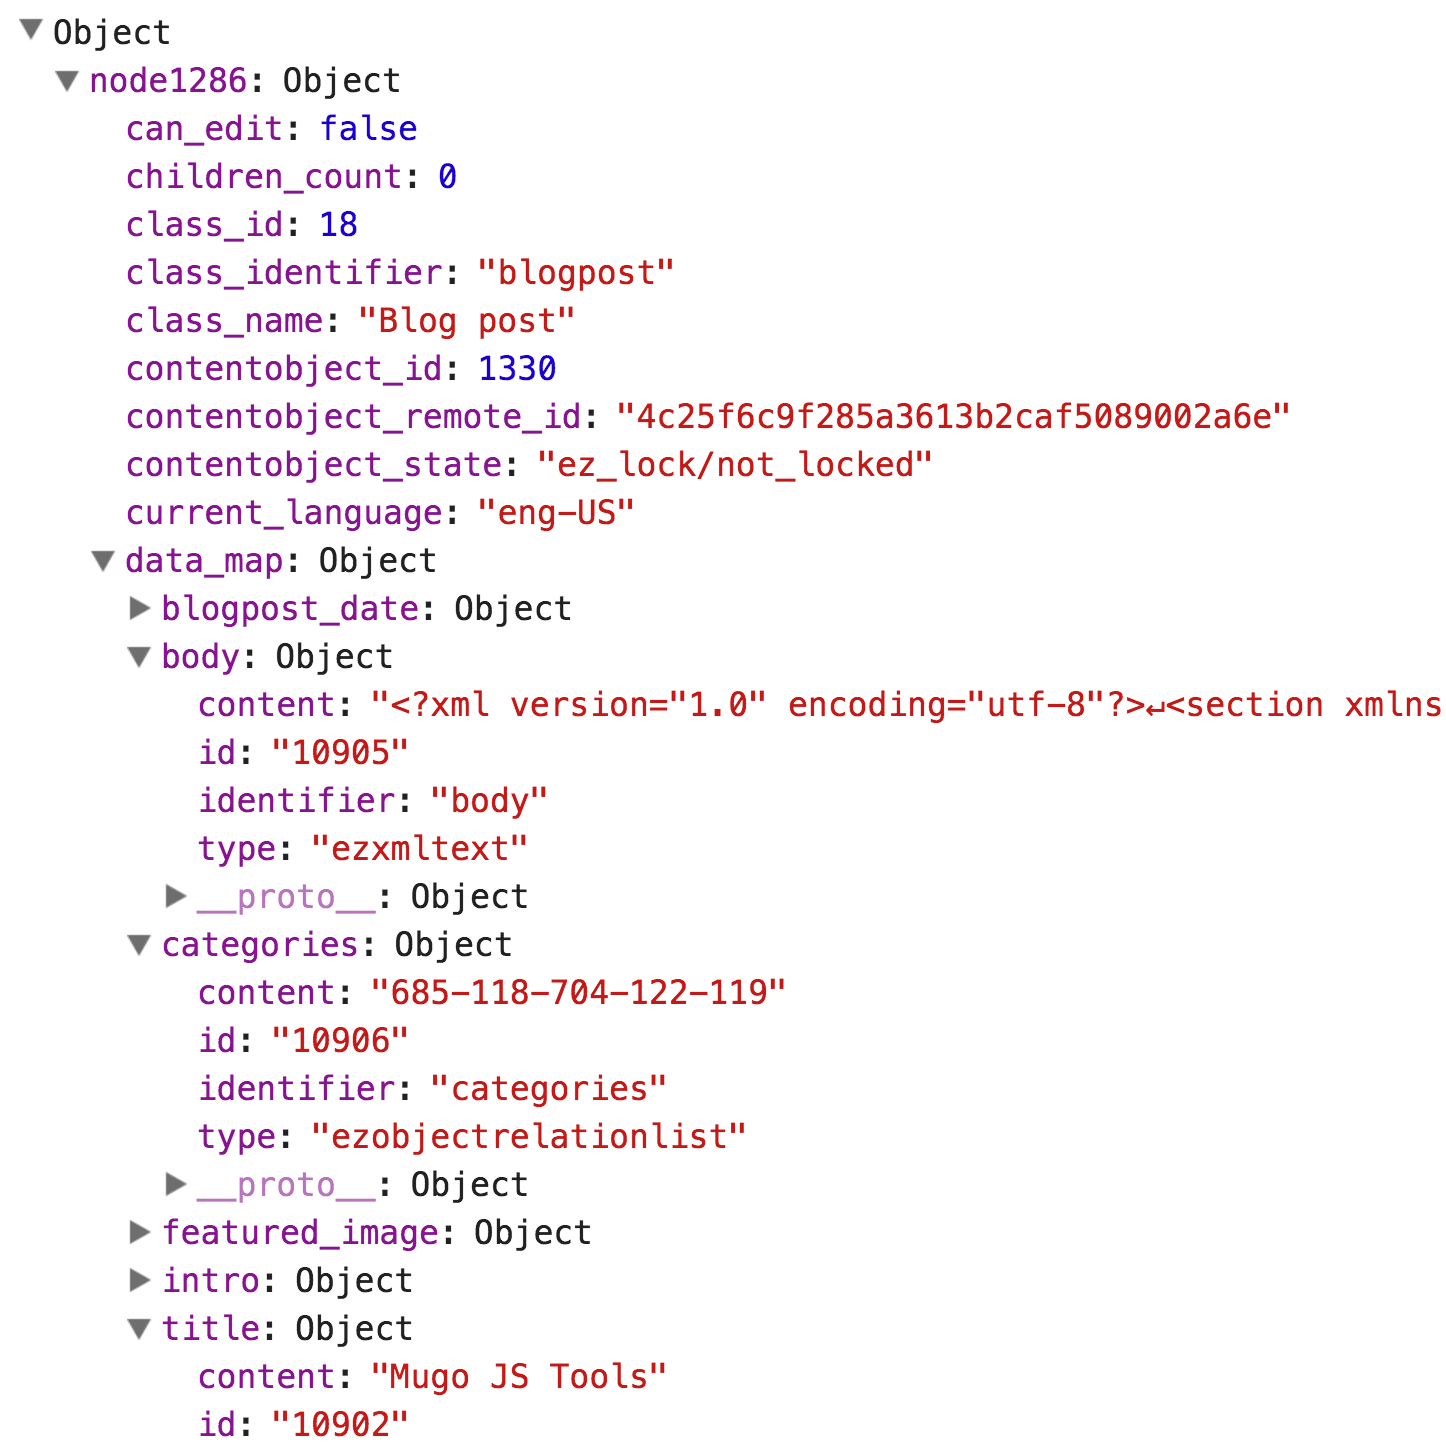 Object
node1286: Object
can_edit: false
children_count: 0
class_id: 18
class_identifier: "blogpost"
class_name: "Blog post"
contentobject_id: 1330
contentobject_remote_id: "4c25f6c9f285a3613b2caf5089002a6e"
contentobject_state: "ez_lock/not_locked"
current_language: "eng-US"
data_map: Object
blogpost_date: Object
body: Object
content: "<?xml version="1.0" encoding="utf-8"?>↵<section xmlns
id: "10905"
identifier: "body"
type: "ezxmltext"
__proto__: Object
categories: Object
content: "685-118-704-122-119"
id: "10906"
identifier: "categories"
type: "ezobjectrelationlist"
__proto__: Object
featured_image: Object
intro: Object
title: Object
content: "Mugo JS Tools"
id: "10902"